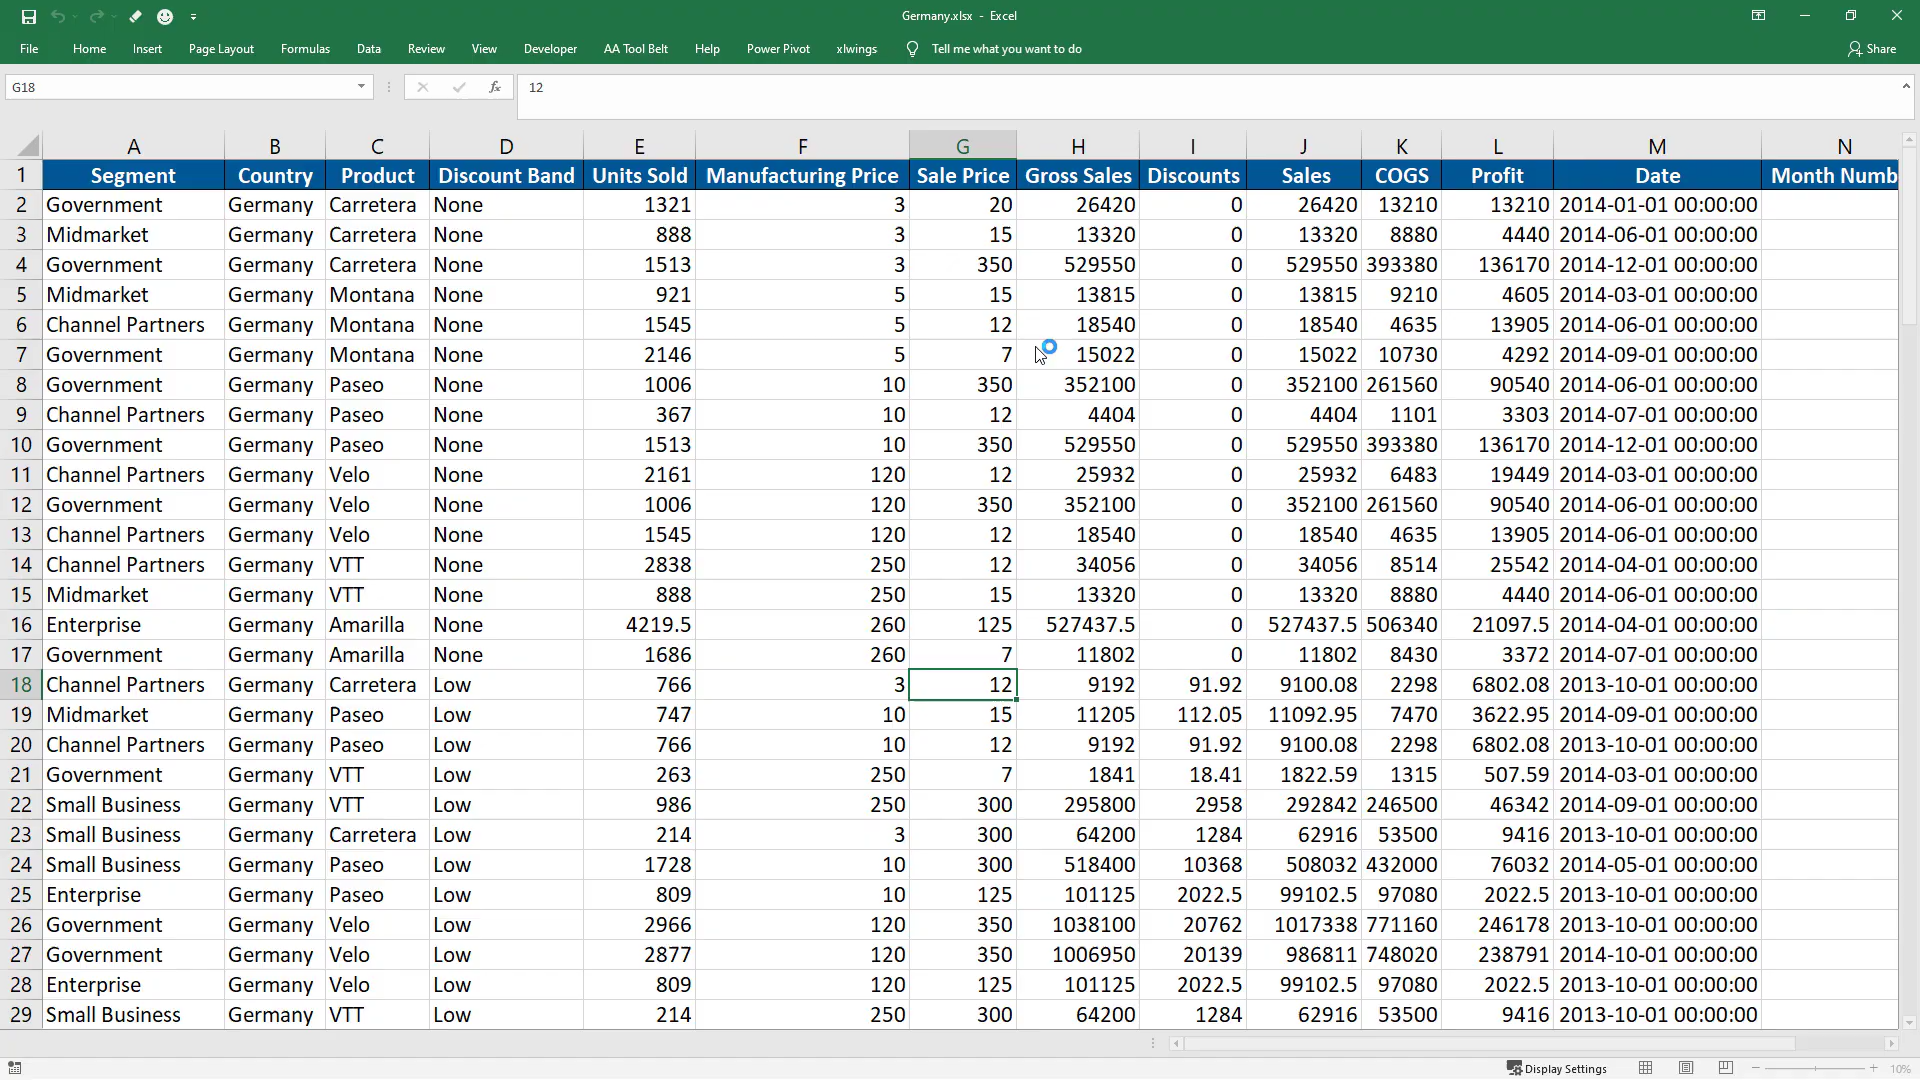 Germany.xlsx - Excel
File Home Insert Page Layout Formulas Data Review View Developer AA Tool Belt Help Power Pivot xlwings Tell me what you want to do Share
G18 fx 12
A B C D E F G H I J K L M N
1 Segment Country Product Discount Band Units Sold Manufacturing Price Sale Price Gross Sales Discounts Sales COGS Profit Date Month Numb
2 Government Germany Carretera None 1321 3 20 26420 0 26420 13210 13210 2014-01-01 00:00:00
3 Midmarket Germany Carretera None 888 3 15 13320 0 13320 8880 4440 2014-06-01 00:00:00
4 Government Germany Carretera None 1513 3 350 529550 0 529550 393380 136170 2014-12-01 00:00:00
5 Midmarket Germany Montana None 921 5 15 13815 0 13815 9210 4605 2014-03-01 00:00:00
6 Channel Partners Germany Montana None 1545 5 12 18540 0 18540 4635 13905 2014-06-01 00:00:00
7 Government Germany Montana None 2146 5 7 15022 0 15022 10730 4292 2014-09-01 00:00:00
8 Government Germany Paseo None 1006 10 350 352100 0 352100 261560 90540 2014-06-01 00:00:00
9 Channel Partners Germany Paseo None 367 10 12 4404 0 4404 1101 3303 2014-07-01 00:00:00
10 Government Germany Paseo None 1513 10 350 529550 0 529550 393380 136170 2014-12-01 00:00:00
11 Channel Partners Germany Velo None 2161 120 12 25932 0 25932 6483 19449 2014-03-01 00:00:00
12 Government Germany Velo None 1006 120 350 352100 0 352100 261560 90540 2014-06-01 00:00:00
13 Channel Partners Germany Velo None 1545 120 12 18540 0 18540 4635 13905 2014-06-01 00:00:00
14 Channel Partners Germany VTT None 2838 250 12 34056 0 34056 8514 25542 2014-04-01 00:00:00
15 Midmarket Germany VTT None 888 250 15 13320 0 13320 8880 4440 2014-06-01 00:00:00
16 Enterprise Germany Amarilla None 4219.5 260 125 527437.5 0 527437.5 506340 21097.5 2014-04-01 00:00:00
17 Government Germany Amarilla None 1686 260 7 11802 0 11802 8430 3372 2014-07-01 00:00:00
18 Channel Partners Germany Carretera Low 766 3 12 9192 91.92 9100.08 2298 6802.08 2013-10-01 00:00:00
19 Midmarket Germany Paseo Low 747 10 15 11205 112.05 11092.95 7470 3622.95 2014-09-01 00:00:00
20 Channel Partners Germany Paseo Low 766 10 12 9192 91.92 9100.08 2298 6802.08 2013-10-01 00:00:00
21 Government Germany VTT Low 263 250 7 1841 18.41 1822.59 1315 507.59 2014-03-01 00:00:00
22 Small Business Germany VTT Low 986 250 300 295800 2958 292842 246500 46342 2014-09-01 00:00:00
23 Small Business Germany Carretera Low 214 3 300 64200 1284 62916 53500 9416 2013-10-01 00:00:00
24 Small Business Germany Paseo Low 1728 10 300 518400 10368 508032 432000 76032 2014-05-01 00:00:00
25 Enterprise Germany Paseo Low 809 10 125 101125 2022.5 99102.5 97080 2022.5 2013-10-01 00:00:00
26 Government Germany Velo Low 2966 120 350 1038100 20762 1017338 771160 246178 2013-10-01 00:00:00
27 Government Germany Velo Low 2877 120 350 1006950 20139 986811 748020 238791 2014-10-01 00:00:00
28 Enterprise Germany Velo Low 809 120 125 101125 2022.5 99102.5 97080 2022.5 2013-10-01 00:00:00
29 Small Business Germany VTT Low 214 250 300 64200 1284 62916 53500 9416 2013-10-01 00:00:00
Display Settings 10%